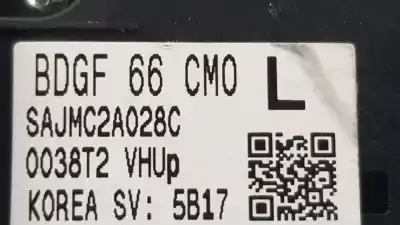 BDGF 66 CM0 L
SAJMC2A028C
0038T2 VHUp
KOREA SV: 5B17